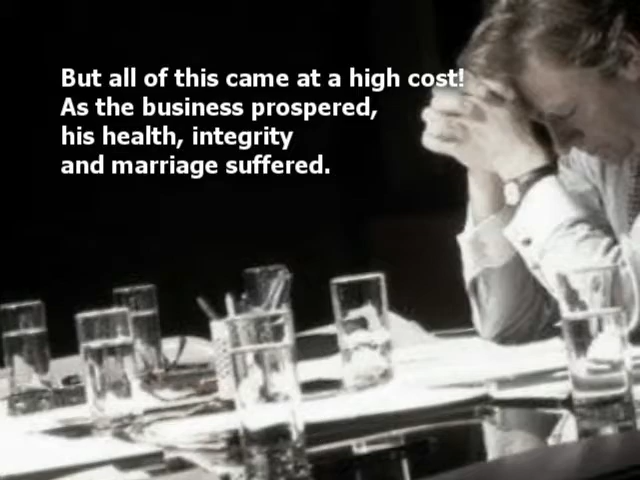 But all of this came at a high cost!
As the business prospered,
his health, integrity
and marriage suffered.